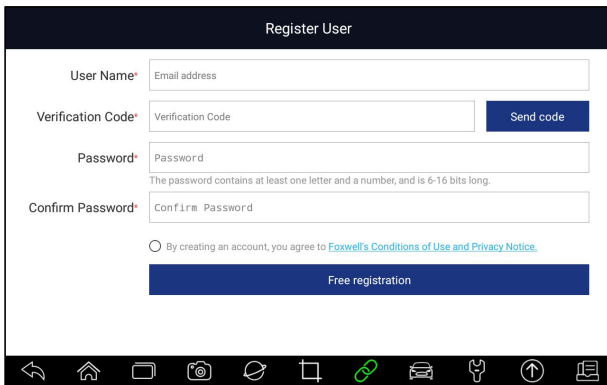 Register User
User Name* Email address
Verification Code* Verification Code Send code
Password* Password
The password contains at least one letter and a number, and is 6-16 bits long.
Confirm Password* Confirm Password
By creating an account, you agree to Foxwell's Conditions of Use and Privacy Notice.
Free registration